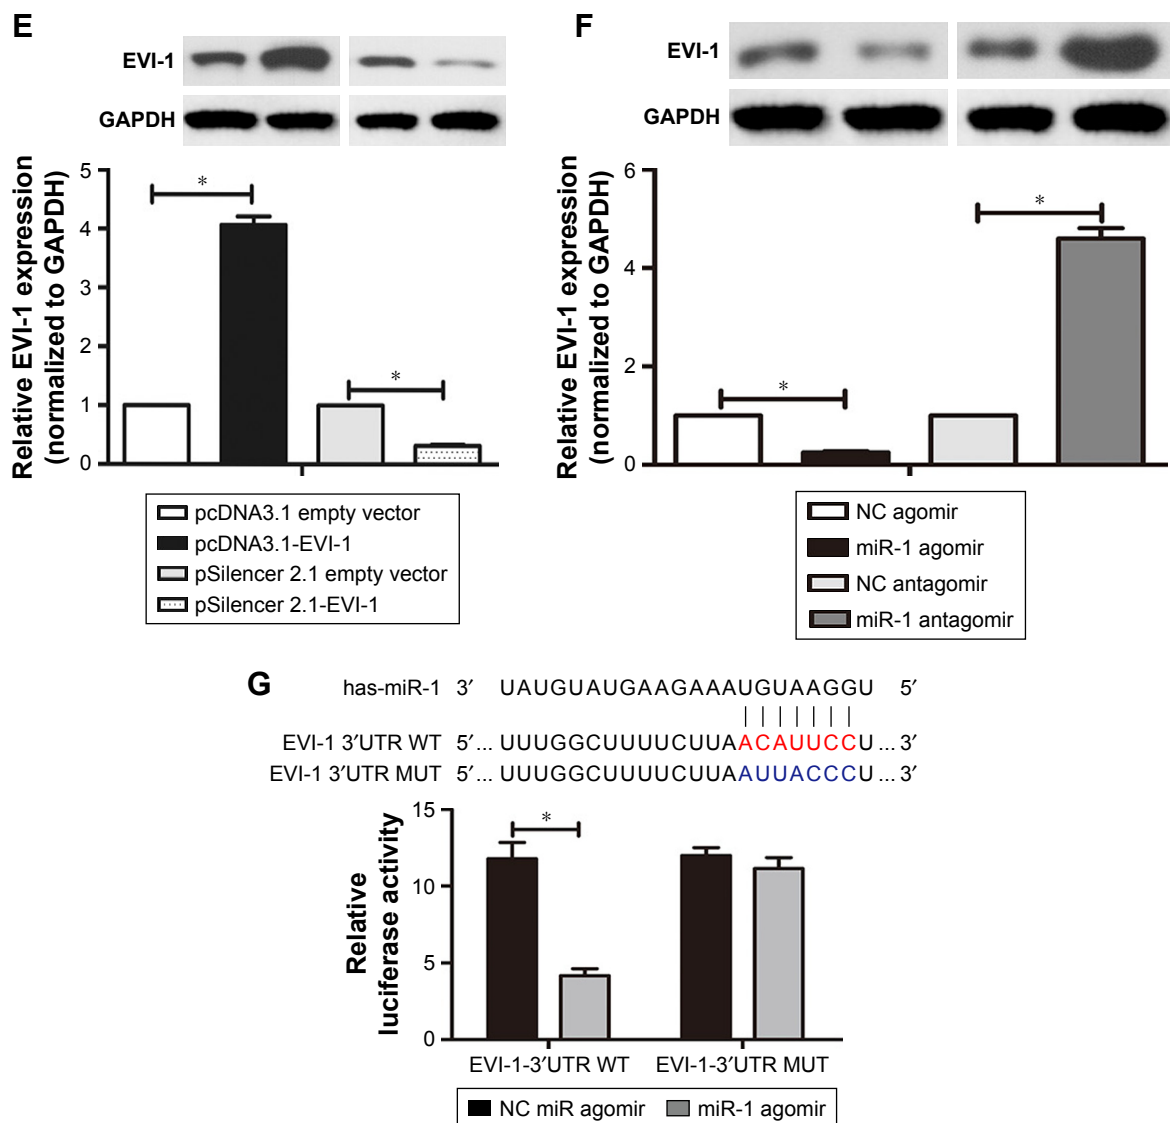 E
EVI-1
GAPDH
Relative EVI-1 expression
(normalized to GAPDH)
5
4
3
2
1
0
*
*
pcDNA3.1 empty vector
pcDNA3.1-EVI-1
pSilencer 2.1 empty vector
pSilencer 2.1-EVI-1
F
EVI-1
GAPDH
Relative EVI-1 expression
(normalized to GAPDH)
6
4
2
0
*
*
NC agomir
miR-1 agomir
NC antagomir
miR-1 antagomir
G
has-miR-1 3′ UAUGUAUGAAGAAAUGUAAGGU 5′
EVI-1 3′UTR WT 5′... UUUGGCUUUUCUUAACAUUCCU ... 3′
EVI-1 3′UTR MUT 5′... UUUGGCUUUUCUUAAUUACCCU ... 3′
Relative
luciferase activity
15
10
5
0
*
EVI-1-3′UTR WT EVI-1-3′UTR MUT
NC miR agomir miR-1 agomir